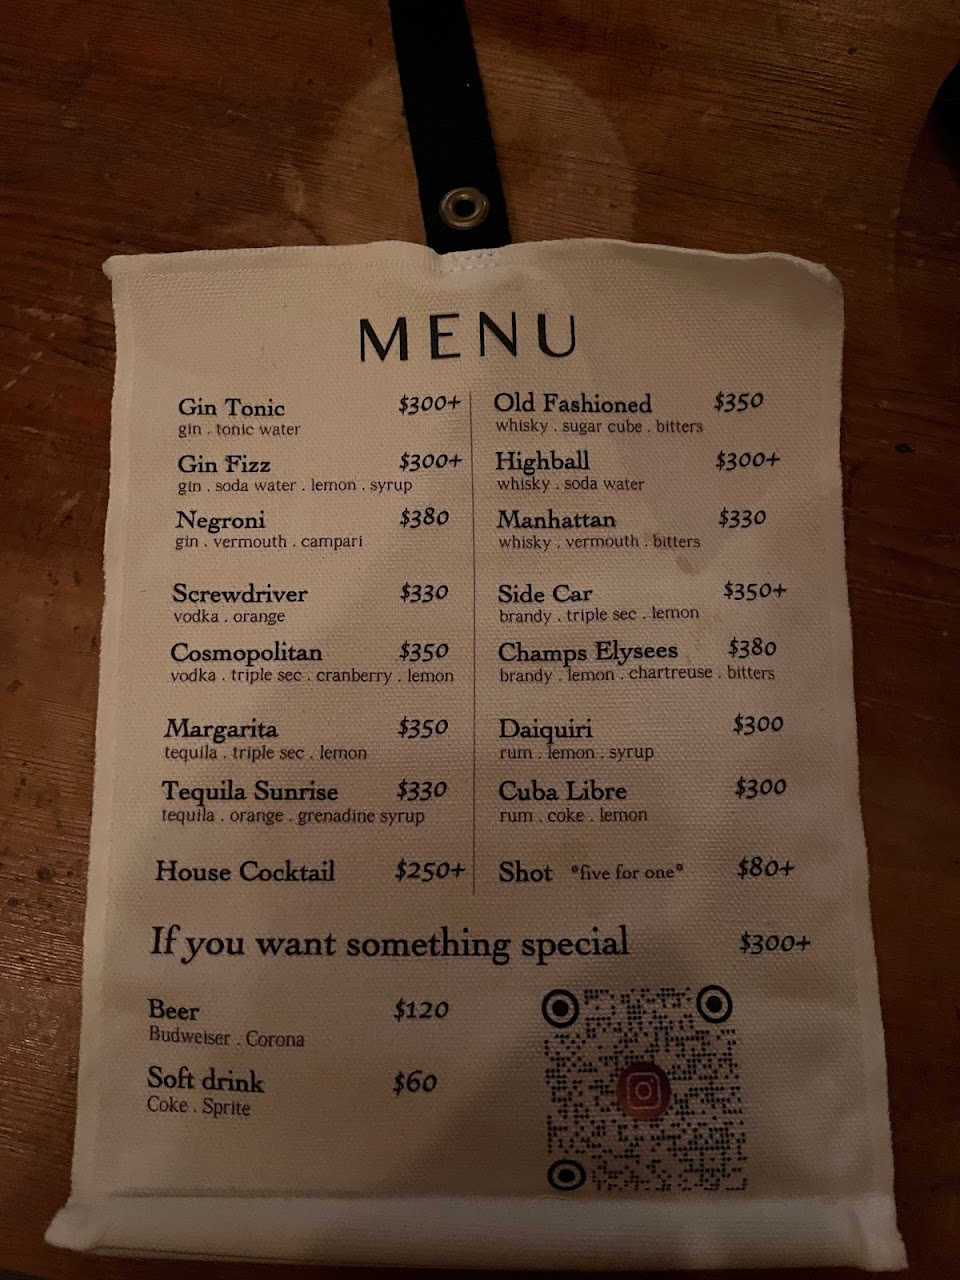 MENU
Gin Tonic $300+
gin . tonic water
Gin Fizz $300+
gin . soda water . lemon . syrup
Negroni $380
gin . vermouth . campari
Screwdriver $330
vodka . orange
Cosmopolitan $350
vodka . triple sec . cranberry . lemon
Margarita $350
tequila . triple sec . lemon
Tequila Sunrise $330
tequila . orange . grenadine syrup
House Cocktail $250+
Old Fashioned $350
whisky . sugar cube . bitters
Highball $300+
whisky . soda water
Manhattan $330
whisky . vermouth . bitters
Side Car $350+
brandy . triple sec . lemon
Champs Elysees $380
brandy . lemon . chartreuse . bitters
Daiquiri $300
rum . lemon . syrup
Cuba Libre $300
rum . coke . lemon
Shot *five for one* $80+
If you want something special $300+
Beer $120
Budweiser . Corona
Soft drink $60
Coke . Sprite